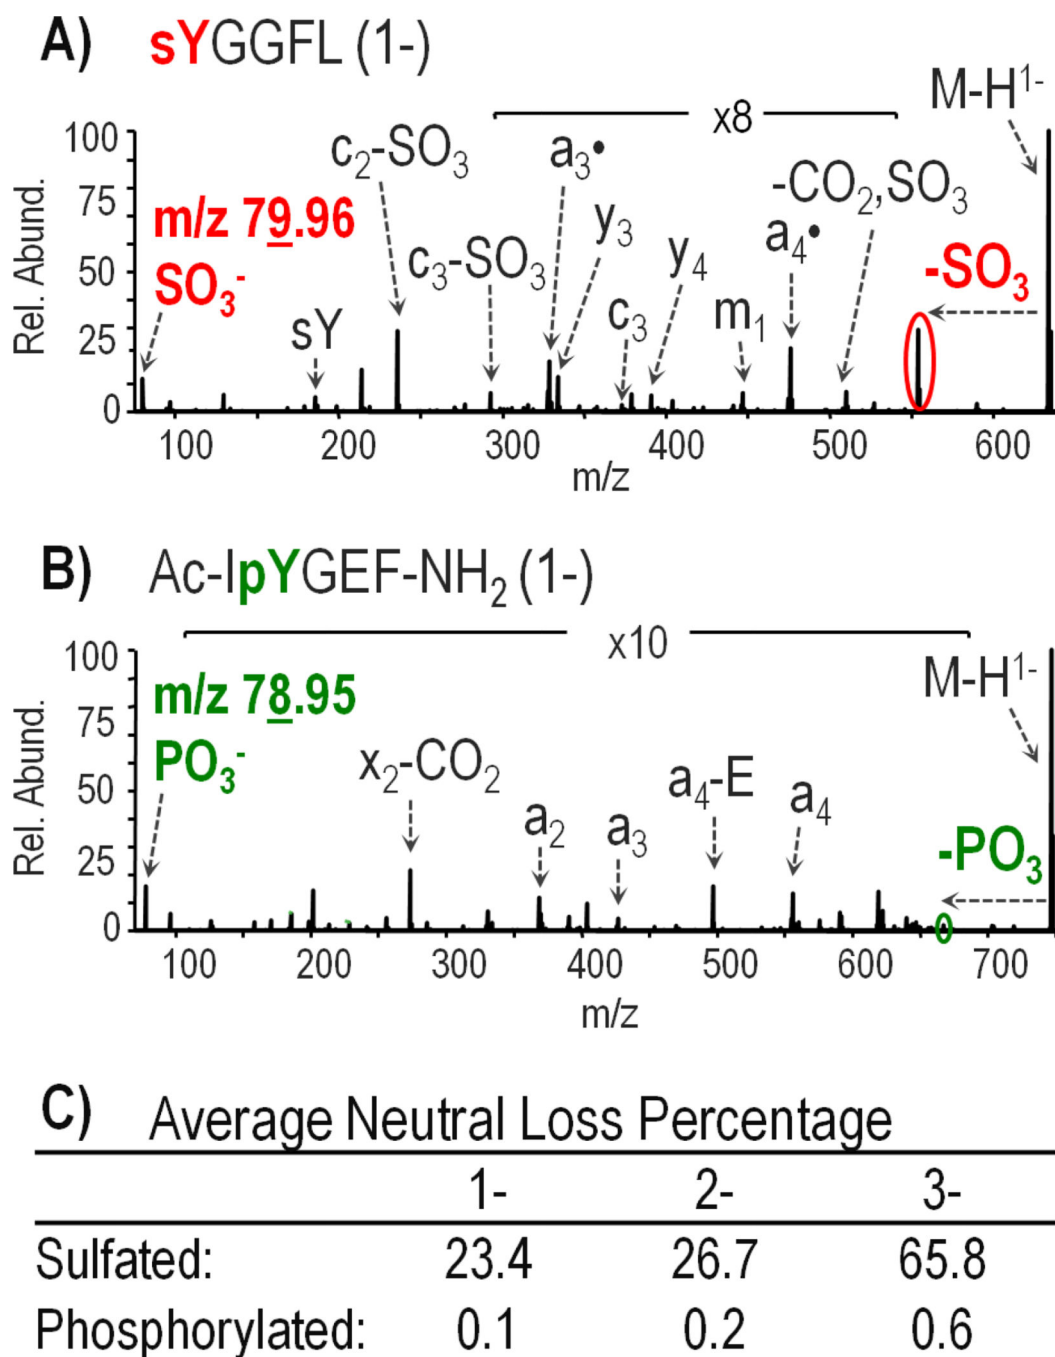 A) sYGGFL (1-)
x8
M-H¹⁻
c₂-SO₃
a₃•
-CO₂,SO₃
m/z 79.96
SO₃⁻
y₃
c₃-SO₃
y₄
a₄•
-SO₃
sY
c₃
m₁
Rel. Abund.
100
75
50
25
0
100 200 300 400 500 600
m/z
B) Ac-IpYGEF-NH₂ (1-)
x10
M-H¹⁻
m/z 78.95
PO₃⁻
x₂-CO₂
a₄-E
a₄
a₂
a₃
-PO₃
Rel. Abund.
100
75
50
25
0
100 200 300 400 500 600 700
m/z
C) Average Neutral Loss Percentage
1- 2- 3-
Sulfated: 23.4 26.7 65.8
Phosphorylated: 0.1 0.2 0.6